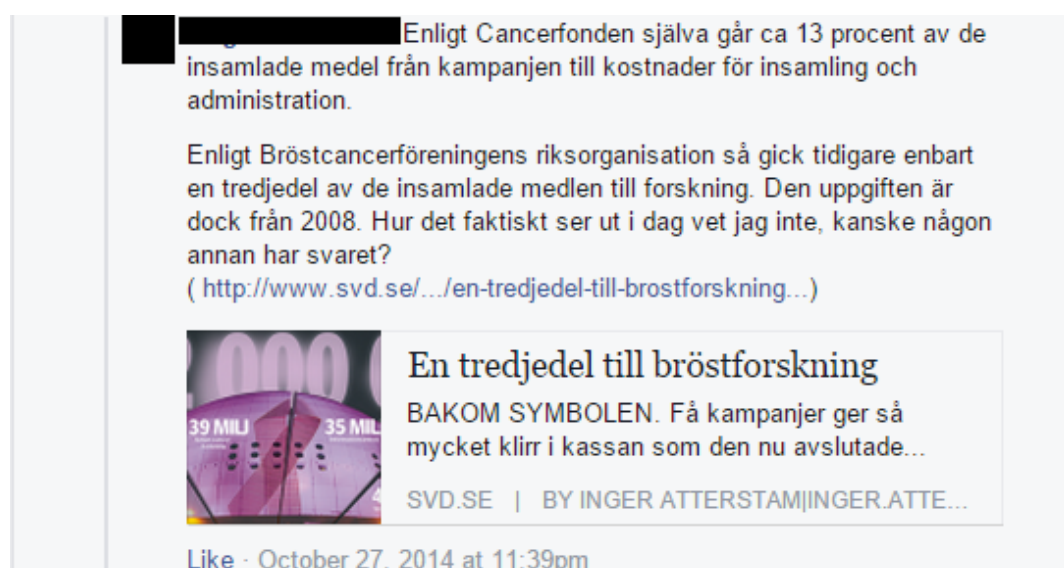 Enligt Cancerfonden själva går ca 13 procent av de
insamlade medel från kampanjen till kostnader för insamling och
administration.
Enligt Bröstcancerföreningens riksorganisation så gick tidigare enbart
en tredjedel av de insamlade medlen till forskning. Den uppgiften är
dock från 2008. Hur det faktiskt ser ut i dag vet jag inte, kanske någon
annan har svaret?
( http://www.svd.se/.../en-tredjedel-till-brostforskning...)
000
39 MILJ
35 MIL
En tredjedel till bröstforskning
BAKOM SYMBOLEN. Få kampanjer ger så
mycket klirr i kassan som den nu avslutade...
SVD.SE | BY INGER ATTERSTAM|INGER.ATTE...
Like · October 27, 2014 at 11:39pm